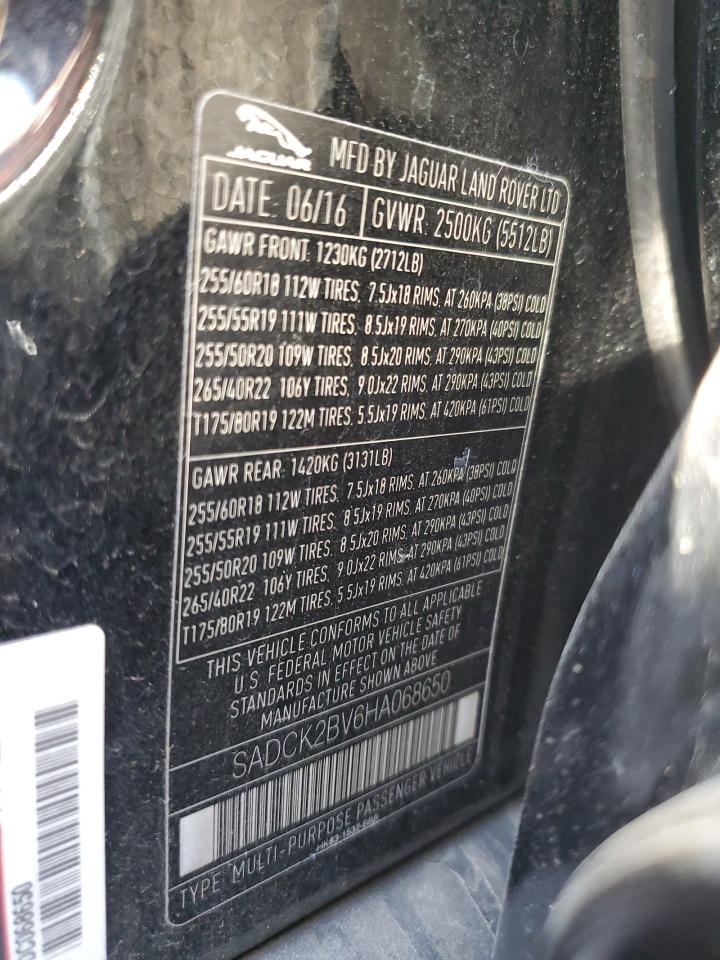 JAGUAR
MFD BY JAGUAR LAND ROVER LTD
DATE: 06/16
GVWR: 2500KG (5512LB)
GAWR FRONT: 1230KG (2712LB)
255/60R18 112W TIRES, 7.5Jx18 RIMS, AT 260KPA (38PSI) COLD
255/55R19 111W TIRES, 8.5Jx19 RIMS, AT 270KPA (40PSI) COLD
255/50R20 109W TIRES, 8.5Jx20 RIMS, AT 290KPA (43PSI) COLD
265/40R22 106Y TIRES, 9.0Jx22 RIMS, AT 290KPA (43PSI) COLD
T175/80R19 122M TIRES, 5.5Jx19 RIMS, AT 420KPA (61PSI) COLD
GAWR REAR: 1420KG (3131LB)
255/60R18 112W TIRES, 7.5Jx18 RIMS, AT 260KPA (38PSI) COLD
255/55R19 111W TIRES, 8.5Jx19 RIMS, AT 270KPA (40PSI) COLD
255/50R20 109W TIRES, 8.5Jx20 RIMS, AT 290KPA (43PSI) COLD
265/40R22 106Y TIRES, 9.0Jx22 RIMS, AT 290KPA (43PSI) COLD
T175/80R19 122M TIRES, 5.5Jx19 RIMS, AT 420KPA (61PSI) COLD
THIS VEHICLE CONFORMS TO ALL APPLICABLE
U.S. FEDERAL MOTOR VEHICLE SAFETY
STANDARDS IN EFFECT ON THE DATE OF
MANUFACTURE SHOWN ABOVE
SADCK2BV6HA068650
TYPE: MULTI-PURPOSE PASSENGER VEHICLE